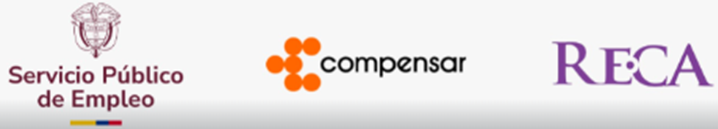 Servicio Público
de Empleo
compensar
RECA